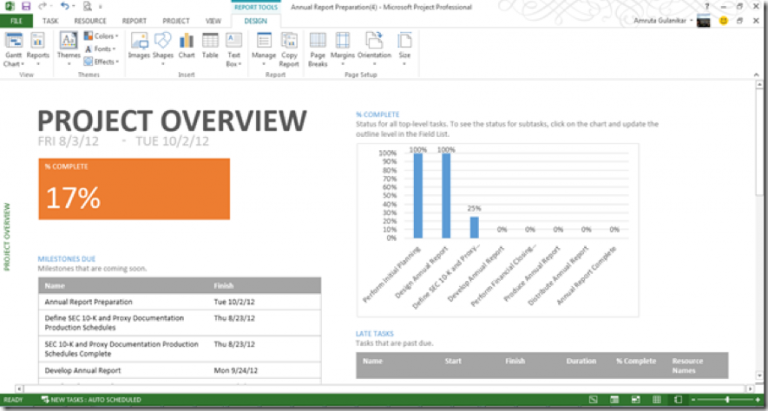 REPORT TOOLS
Annual Report Preparation(4) - Microsoft Project Professional
FILE TASK RESOURCE REPORT PROJECT VIEW DESIGN
Amruta Gulanikar
Gantt Chart Reports
View
Themes
Colors
Fonts
Effects
Themes
Images Shapes Chart Table Text Box
Insert
Manage Copy Report
Report
Page Breaks Margins Orientation Size
Page Setup
PROJECT OVERVIEW
PROJECT OVERVIEW
FRI 8/3/12 - TUE 10/2/12
% COMPLETE
17%
MILESTONES DUE
Milestones that are coming soon.
Name Finish
Annual Report Preparation Tue 10/2/12
Define SEC 10-K and Proxy Documentation Thu 8/23/12
Production Schedules
SEC 10-K and Proxy Documentation Production Thu 8/23/12
Schedules Complete
Develop Annual Report Mon 9/24/12
% COMPLETE
Status for all top-level tasks. To see the status for subtasks, click on the chart and update the
outline level in the Field List.
100%
90%
80%
70%
60%
50%
40%
30%
20%
10%
0%
100% 100% 25% 0% 0% 0% 0% 0%
Perform Initial Planning
Design Annual Report
Define SEC 10-K and Proxy...
Develop Annual Report
Perform Financial Closing...
Produce Annual Report
Distribute Annual Report
Annual Report Complete
LATE TASKS
Tasks that are past due.
Name Start Finish Duration % Complete Resource
Names
READY NEW TASKS : AUTO SCHEDULED